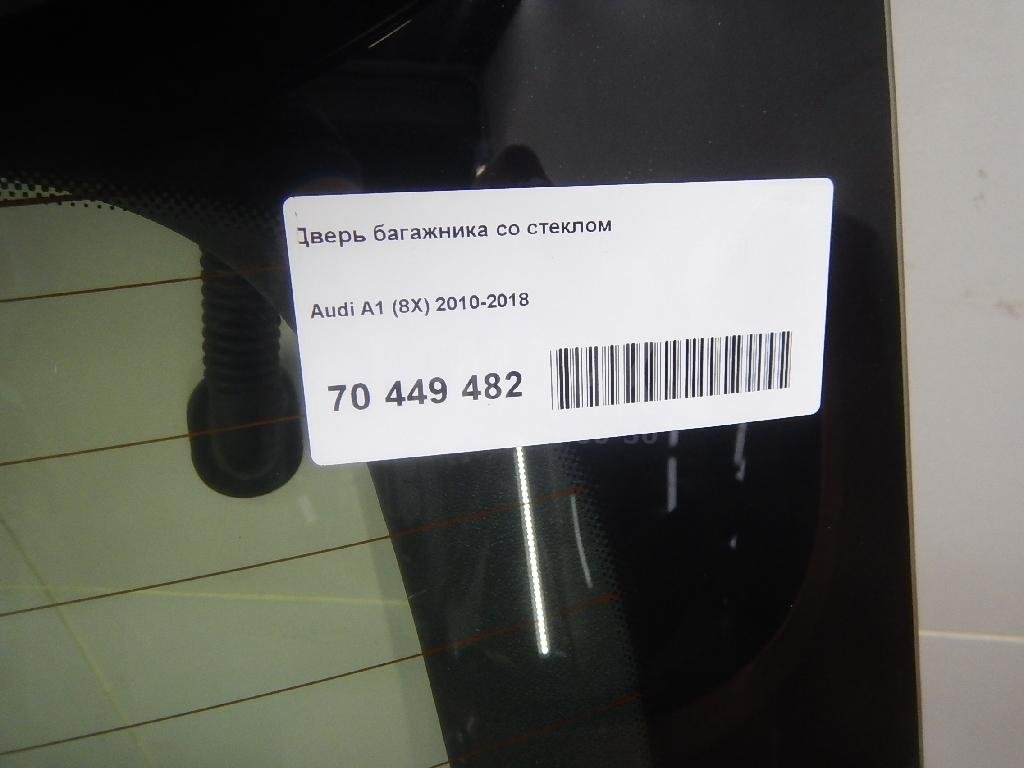 Дверь багажника со стеклом
Audi A1 (8X) 2010-2018
70 449 482